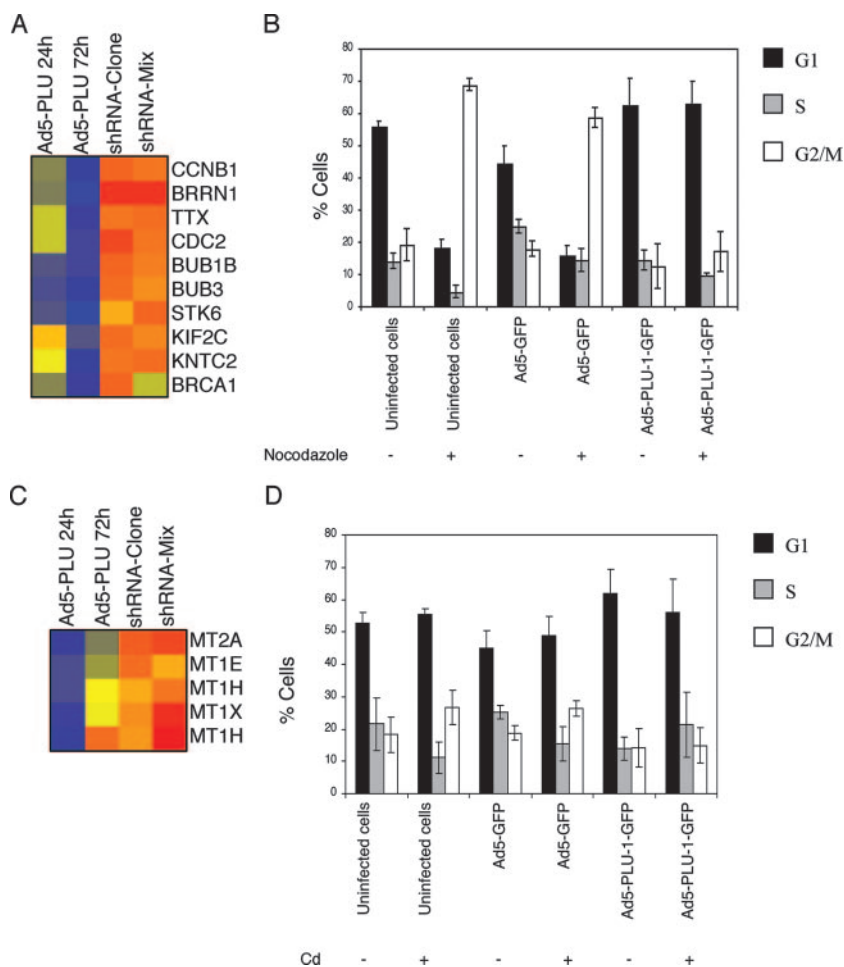 A
Ad5-PLU 24h
Ad5-PLU 72h
shRNA-Clone
shRNA-Mix
CCNB1
BRRN1
TTX
CDC2
BUB1B
BUB3
STK6
KIF2C
KNTC2
BRCA1
B
80
70
60
50
40
30
20
10
0
% Cells
G1
S
G2/M
Uninfected cells
Uninfected cells
Ad5-GFP
Ad5-GFP
Ad5-PLU-1-GFP
Ad5-PLU-1-GFP
Nocodazole - + - + - +
C
Ad5-PLU 24h
Ad5-PLU 72h
shRNA-Clone
shRNA-Mix
MT2A
MT1E
MT1H
MT1X
MT1H
D
80
70
60
50
40
30
20
10
0
% Cells
G1
S
G2/M
Uninfected cells
Uninfected cells
Ad5-GFP
Ad5-GFP
Ad5-PLU-1-GFP
Ad5-PLU-1-GFP
Cd - + - + - +